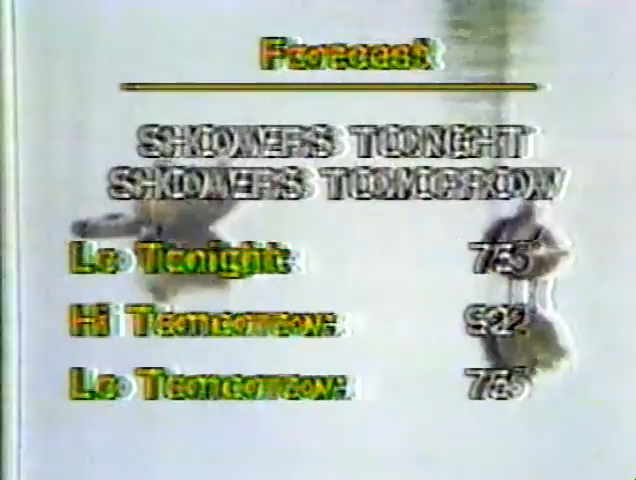 Forecast
SHOWERS TONIGHT
SHOWERS TOMORROW
Lo Tonight: 75
Hi Tomorrow: 92
Lo Tomorrow: 75